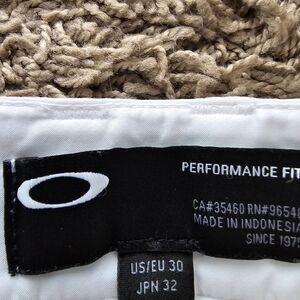 PERFORMANCE FIT
CA#35460 RN#9654
MADE IN INDONESIA
SINCE 1975
US/EU 30
JPN 32